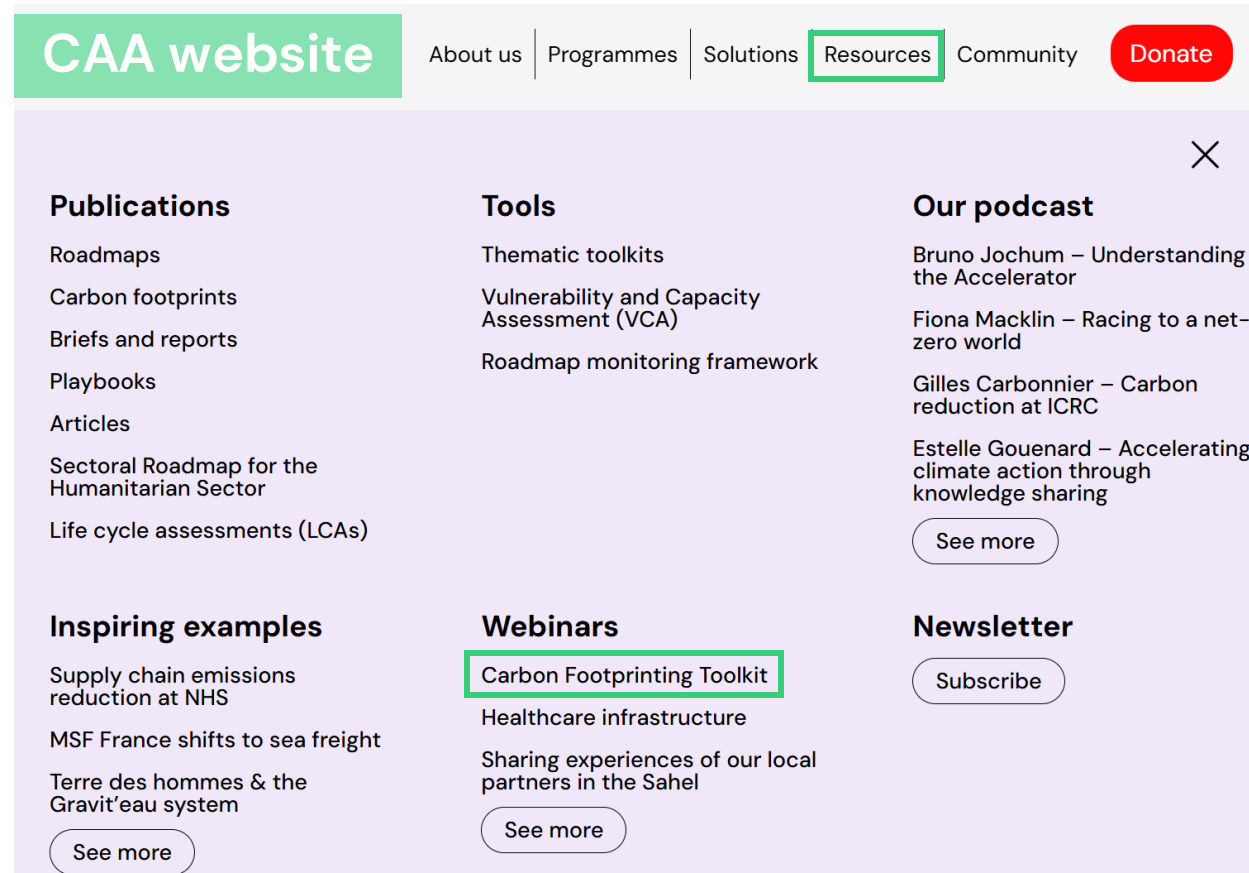 CAA website
About us
Programmes
Solutions
Resources
Community
Donate
Publications
Roadmaps
Carbon footprints
Briefs and reports
Playbooks
Articles
Sectoral Roadmap for the
Humanitarian Sector
Life cycle assessments (LCAs)
Tools
Thematic toolkits
Vulnerability and Capacity
Assessment (VCA)
Roadmap monitoring framework
Our podcast
Bruno Jochum – Understanding
the Accelerator
Fiona Macklin – Racing to a net-
zero world
Gilles Carbonnier – Carbon
reduction at ICRC
Estelle Gouenard – Accelerating
climate action through
knowledge sharing
See more
Inspiring examples
Supply chain emissions
reduction at NHS
MSF France shifts to sea freight
Terre des hommes & the
Gravit’eau system
See more
Webinars
Carbon Footprinting Toolkit
Healthcare infrastructure
Sharing experiences of our local
partners in the Sahel
See more
Newsletter
Subscribe